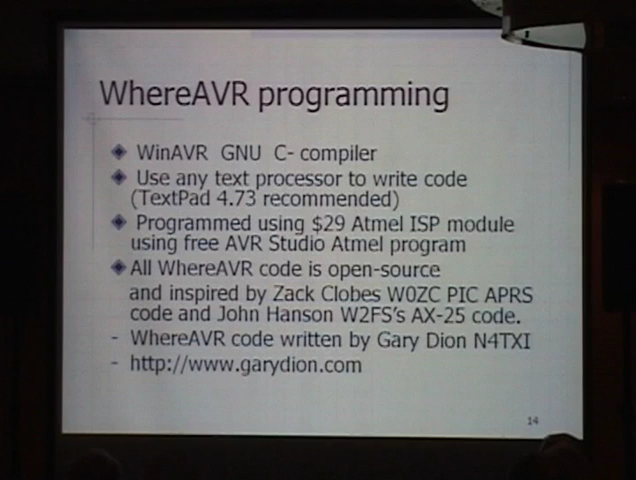 WhereAVR programming
WinAVR GNU C- compiler
Use any text processor to write code
(TextPad 4.73 recommended)
Programmed using $29 Atmel ISP module
using free AVR Studio Atmel program
All WhereAVR code is open-source
and inspired by Zack Clobes W0ZC PIC APRS
code and John Hanson W2FS's AX-25 code.
- WhereAVR code written by Gary Dion N4TXI
- http://www.garydion.com
14